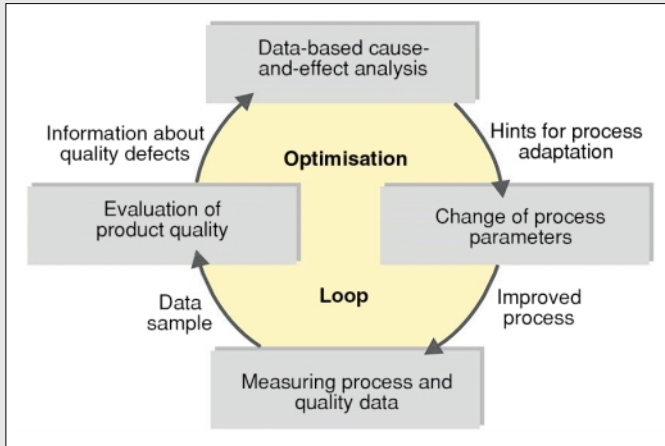 Data-based cause-
and-effect analysis
Information about
quality defects
Hints for process
adaptation
Optimisation
Evaluation of
product quality
Change of process
parameters
Loop
Data
sample
Improved
process
Measuring process and
quality data